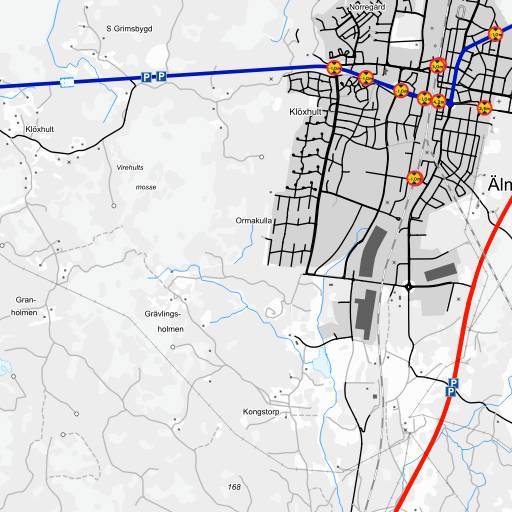 Norregård
S Grimsbygd
Klöxhult
Klöxhult
Virehults
mosse
Älm
Ormakulla
Gran-
holmen
Grävlings-
holmen
Kongstorp
168
P P
P
P